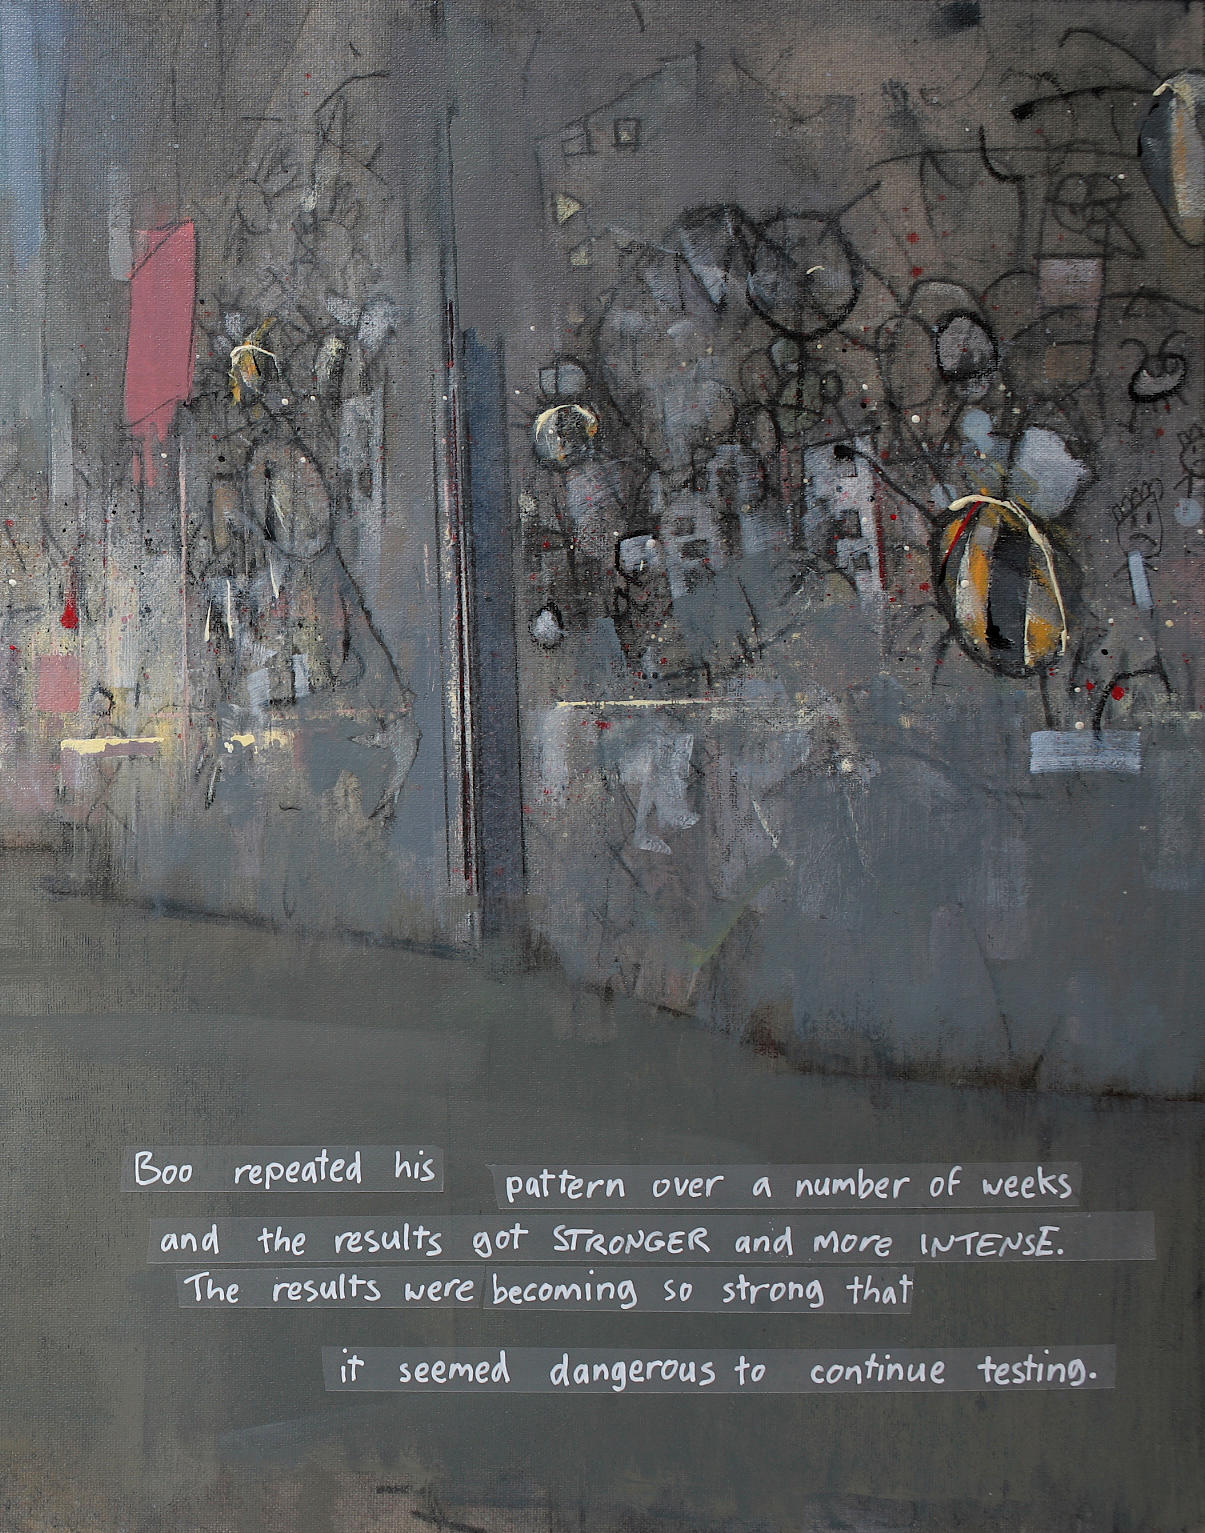 Boo repeated his pattern over a number of weeks
and the results got STRONGER and more INTENSE.
The results were becoming so strong that
it seemed dangerous to continue testing.